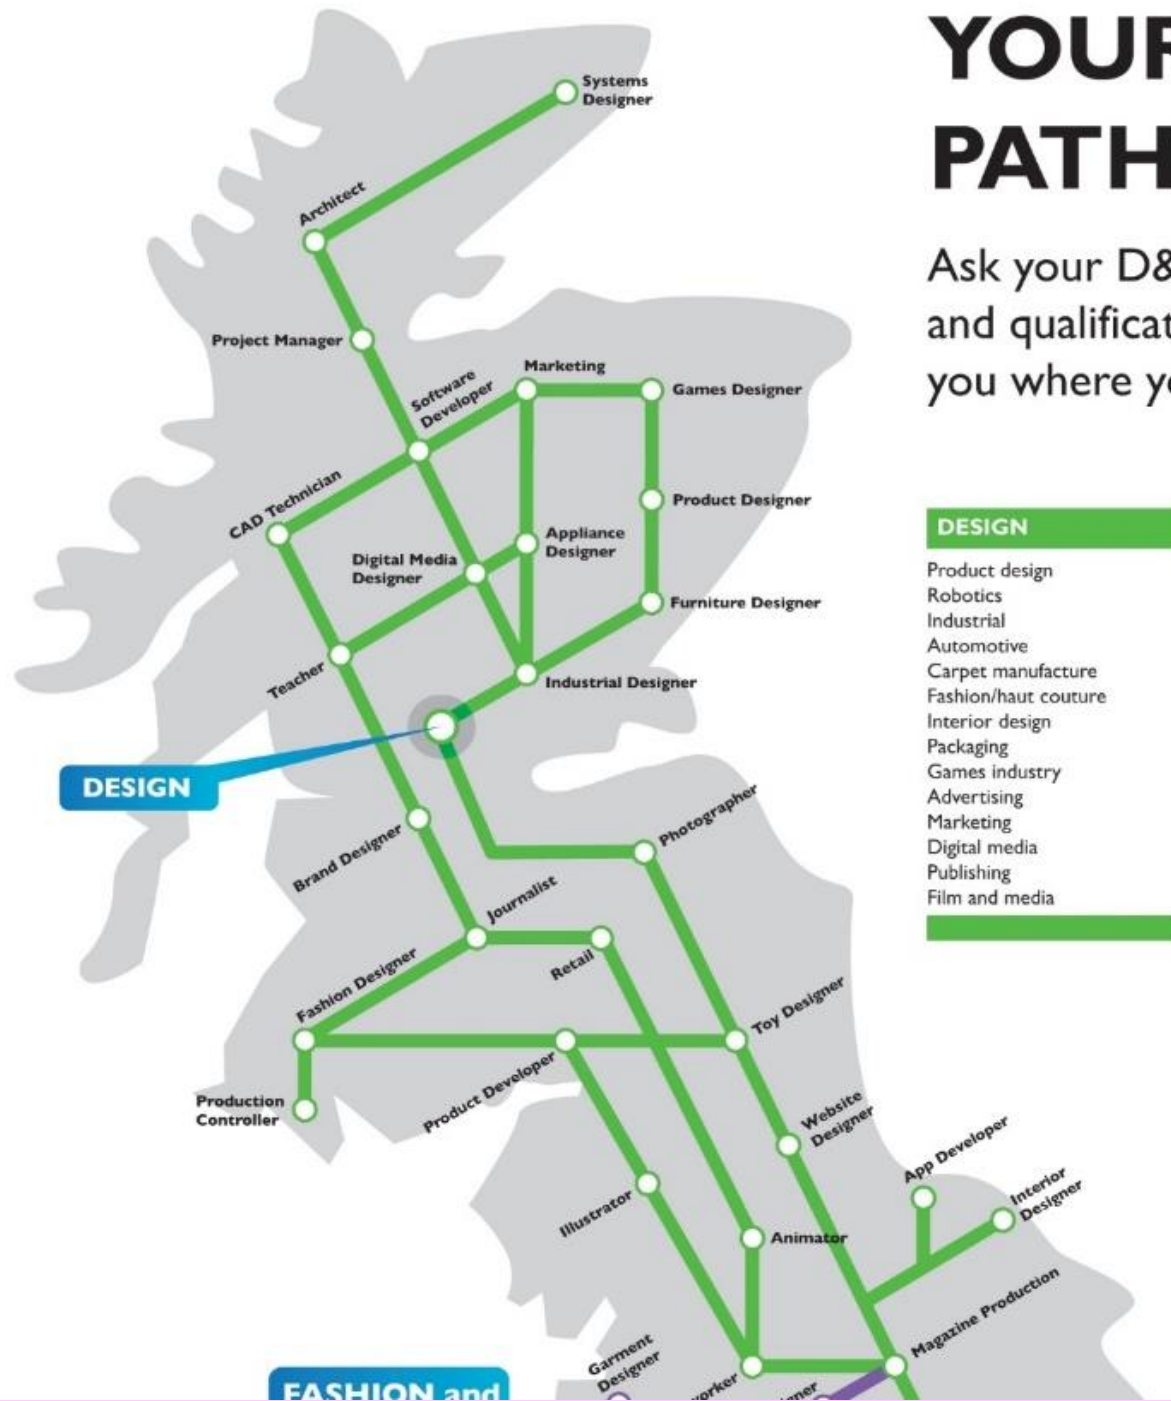 YOUR
PATH
Ask your D&
and qualificat
you where yo
Systems
Designer
Architect
Project Manager
Software
Developer
Marketing
Games Designer
CAD Technician
Product Designer
Digital Media
Designer
Appliance
Designer
Furniture Designer
Teacher
Industrial Designer
DESIGN
Brand Designer
Photographer
Journalist
Retail
Fashion Designer
Toy Designer
Product Developer
Production
Controller
Website
Designer
App Developer
Interior
Designer
Illustrator
Animator
Magazine Production
Garment
Designer
FASHION and
DESIGN
Product design
Robotics
Industrial
Automotive
Carpet manufacture
Fashion/haut couture
Interior design
Packaging
Games industry
Advertising
Marketing
Digital media
Publishing
Film and media